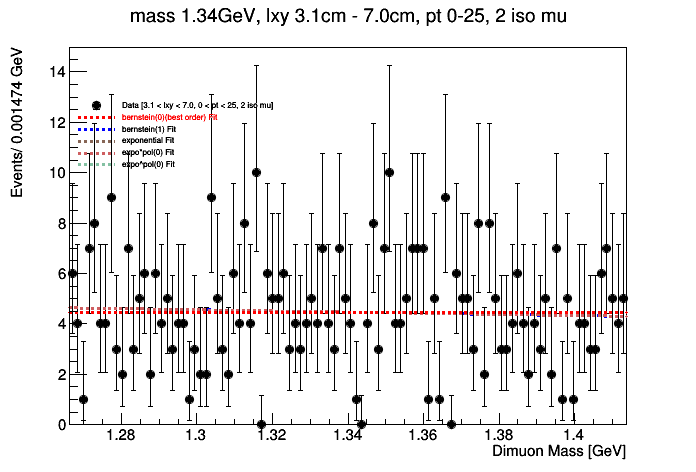 mass 1.34GeV, lxy 3.1cm - 7.0cm, pt 0-25, 2 iso mu
Events/ 0.001474 GeV
14
12
10
8
6
4
2
0
Data [3.1 < lxy < 7.0, 0 < pt < 25, 2 iso mu]
bernstein(0)(best order) Fit
bernstein(1) Fit
exponential Fit
expo*pol(0) Fit
expo^pol(0) Fit
1.28 1.3 1.32 1.34 1.36 1.38 1.4
Dimuon Mass [GeV]